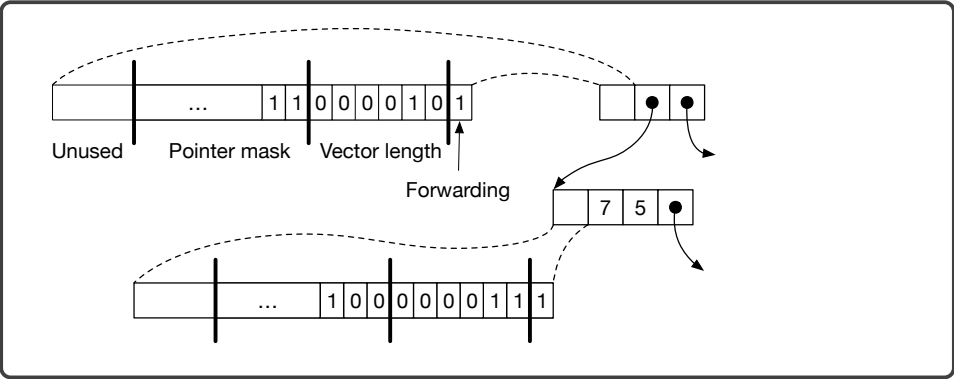 ... 1 1 0 0 0 0 1 0 1
Unused Pointer mask Vector length
Forwarding
7 5
... 1 0 0 0 0 0 0 1 1 1